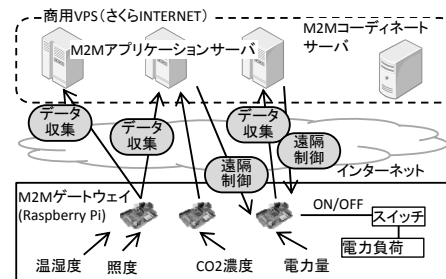 商用VPS(さくらINTERNET)
M2Mアプリケーションサーバ
M2Mコーディネート
サーバ
データ
収集
データ
収集
データ
収集
遠隔
制御
遠隔
制御
インターネット
M2Mゲートウェイ
(Raspberry Pi)
ON/OFF
スイッチ
電力負荷
温湿度
照度
CO2濃度
電力量